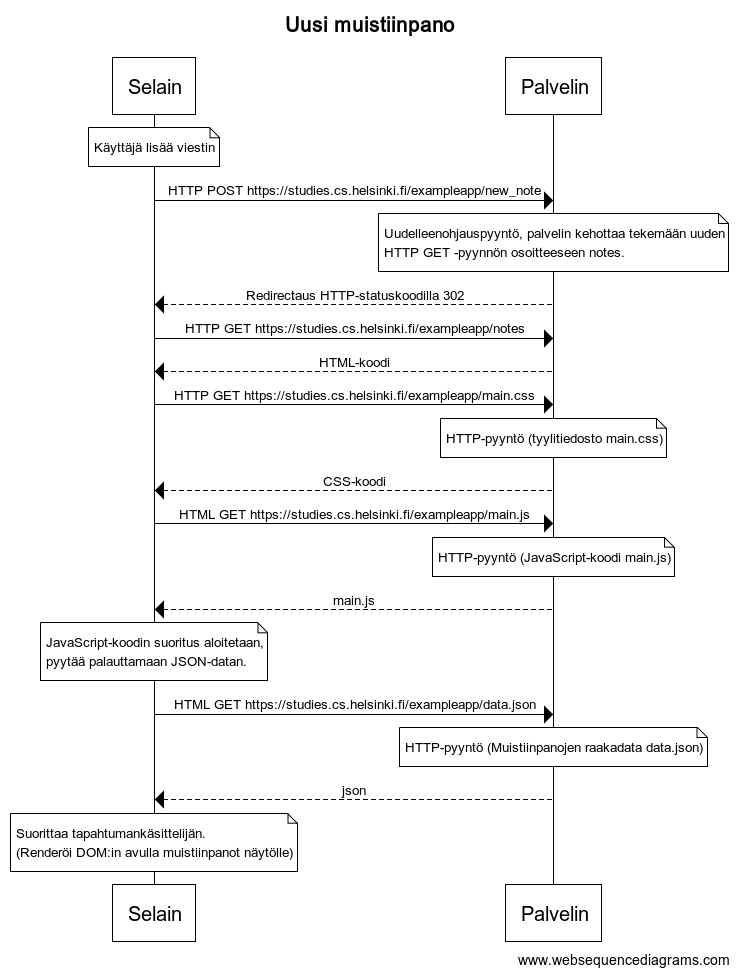 Uusi muistiinpano
Selain
Palvelin
Käyttäjä lisää viestin
HTTP POST https://studies.cs.helsinki.fi/exampleapp/new_note
Uudelleenohjauspyyntö, palvelin kehottaa tekemään uuden
HTTP GET -pyynnön osoitteeseen notes.
Redirectaus HTTP-statuskoodilla 302
HTTP GET https://studies.cs.helsinki.fi/exampleapp/notes
HTML-koodi
HTTP GET https://studies.cs.helsinki.fi/exampleapp/main.css
HTTP-pyyntö (tyylitiedosto main.css)
CSS-koodi
HTML GET https://studies.cs.helsinki.fi/exampleapp/main.js
HTTP-pyyntö (JavaScript-koodi main.js)
main.js
JavaScript-koodin suoritus aloitetaan,
pyytää palauttamaan JSON-datan.
HTML GET https://studies.cs.helsinki.fi/exampleapp/data.json
HTTP-pyyntö (Muistiinpanojen raakadata data.json)
json
Suorittaa tapahtumankäsittelijän.
(Renderöi DOM:in avulla muistiinpanot näytölle)
Selain
Palvelin
www.websequencediagrams.com